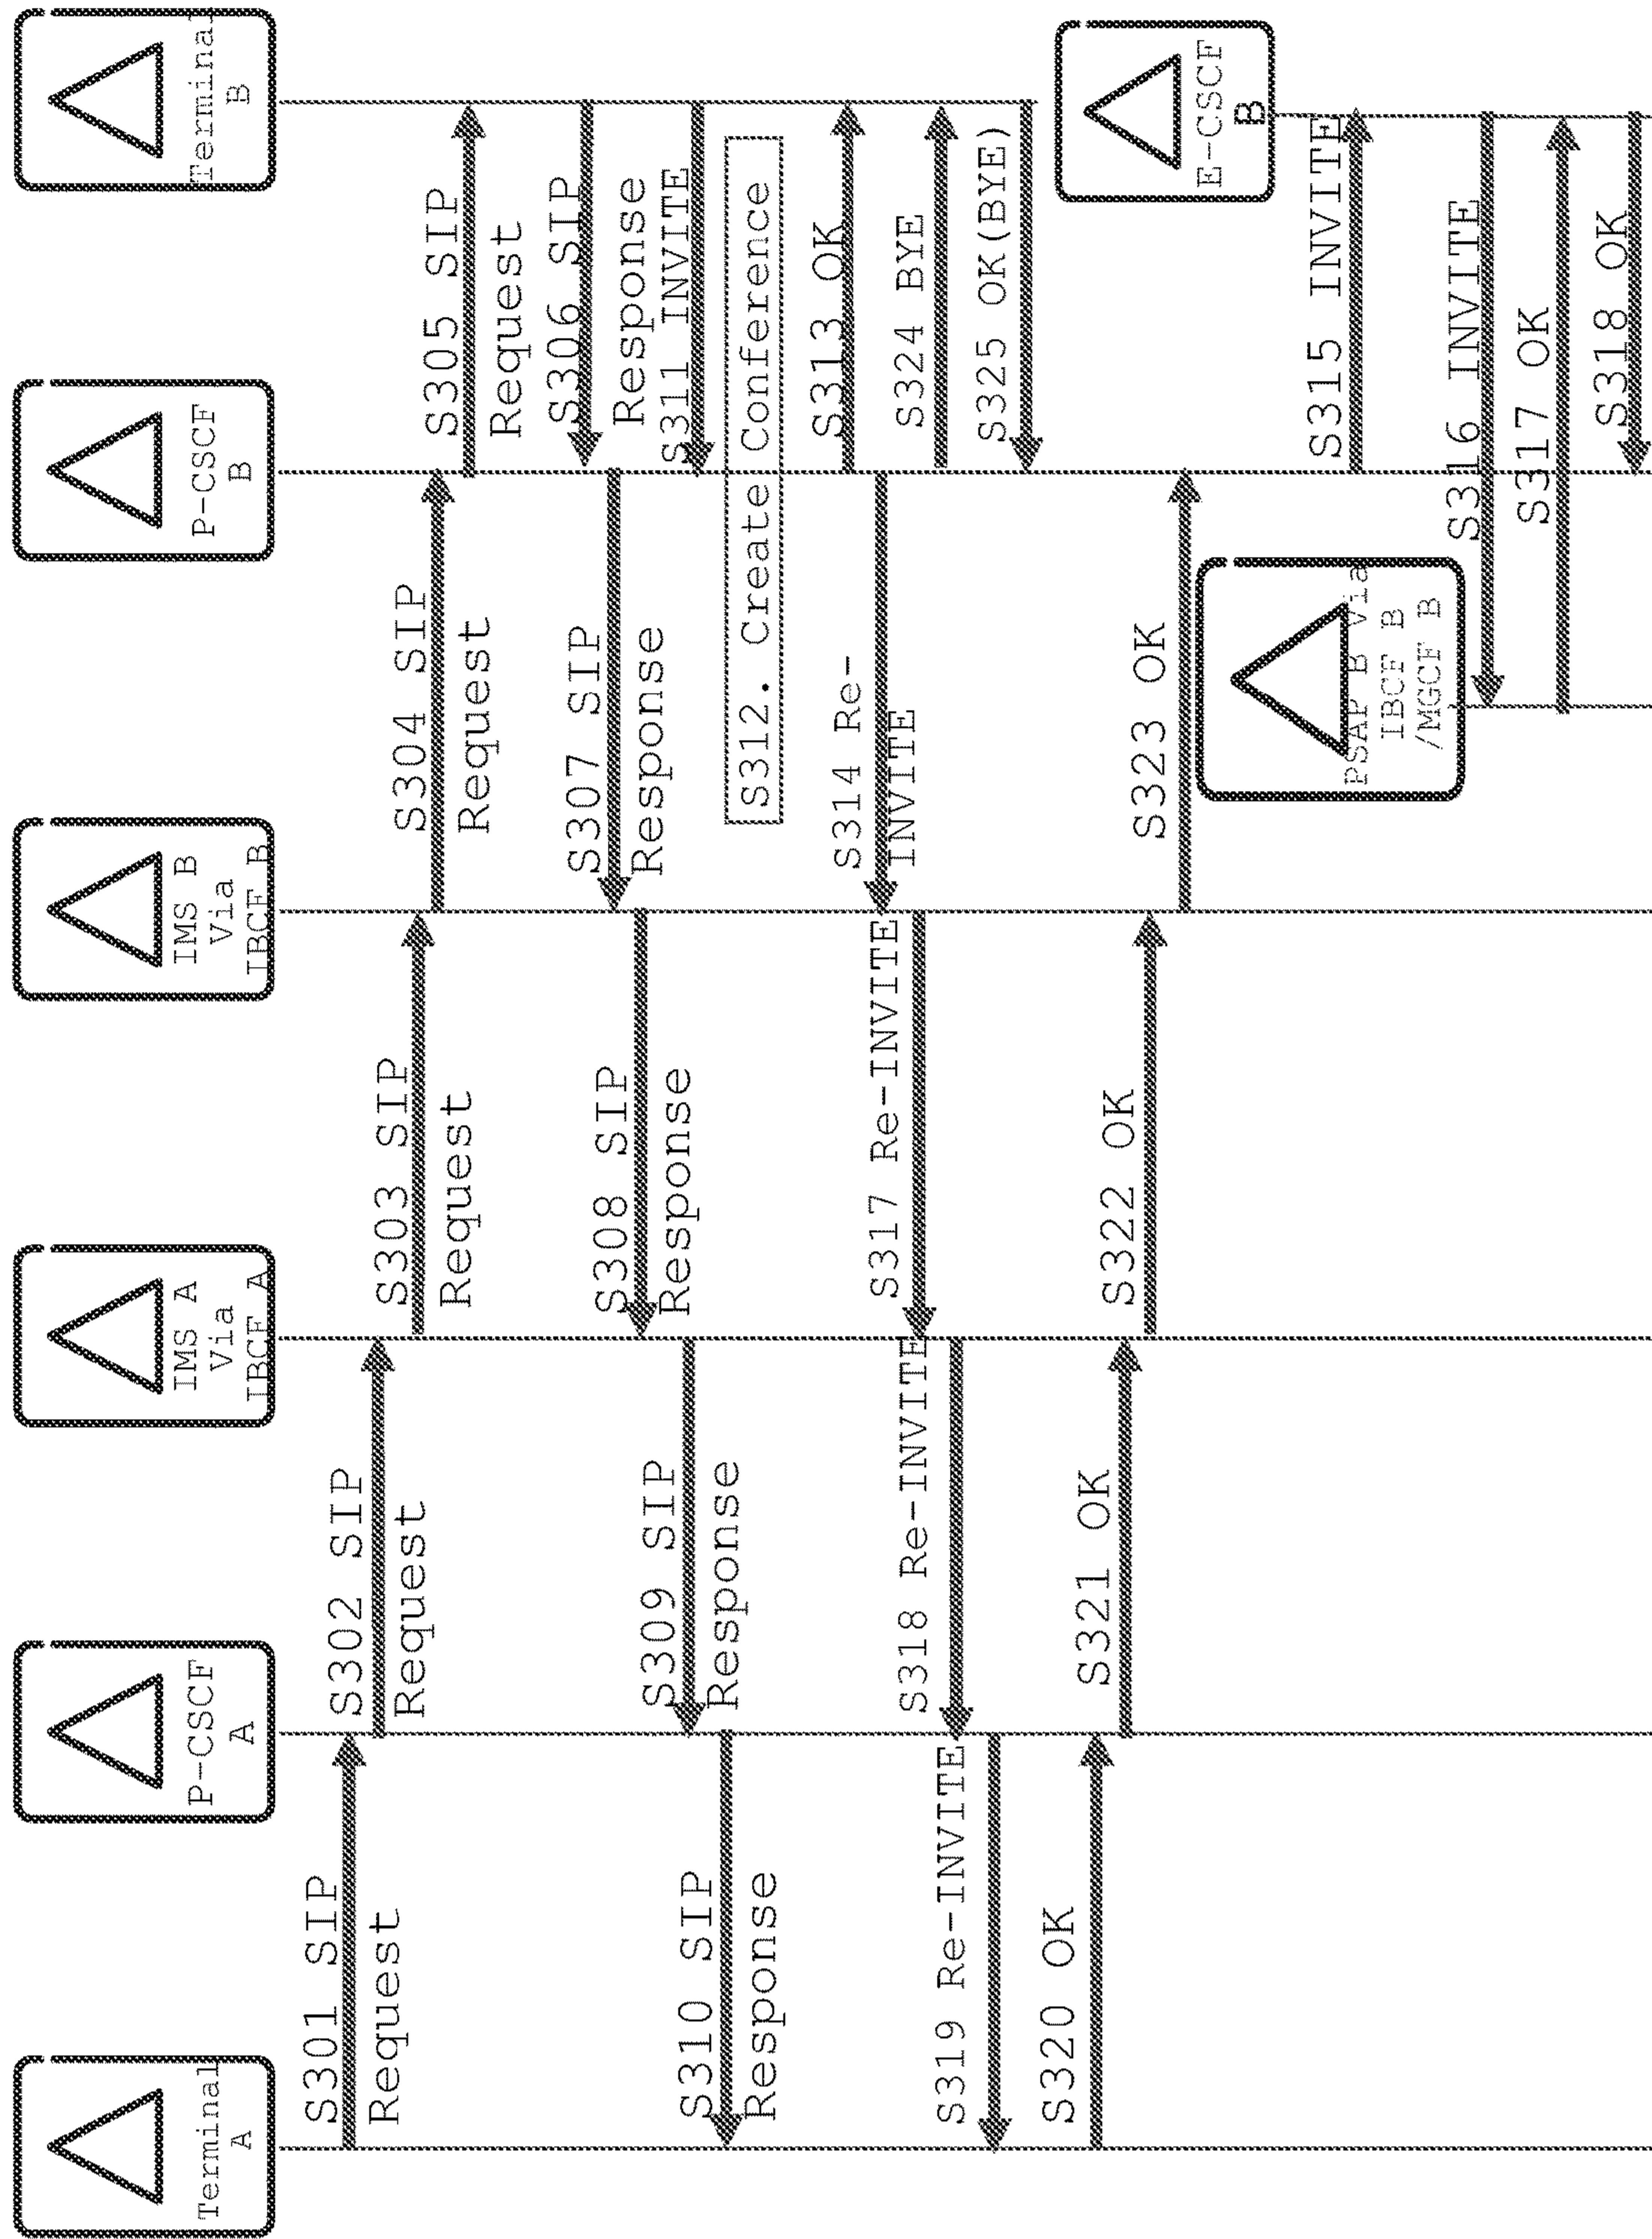 Terminal
A
P-CSCF
A
IMS A
Via
IBCF A
IMS B
Via
IBCF B
P-CSCF
B
Terminal
B
S301 SIP
Request
S302 SIP
Request
S303 SIP
Request
S304 SIP
Request
S305 SIP
Request
S306 SIP
Response
S307 SIP
Response
S308 SIP
Response
S309 SIP
Response
S310 SIP
Response
S311 INVITE
S312. Create Conference
S313 OK
S314 Re-
INVITE
S317 Re-INVITE
S318 Re-INVITE
S319 Re-INVITE
S320 OK
S321 OK
S322 OK
S323 OK
S324 BYE
S325 OK(BYE)
E-CSCF
B
PSAP B Via
IBCF B
/MGCF B
S315 INVITE
S316 INVITE
S317 OK
S318 OK